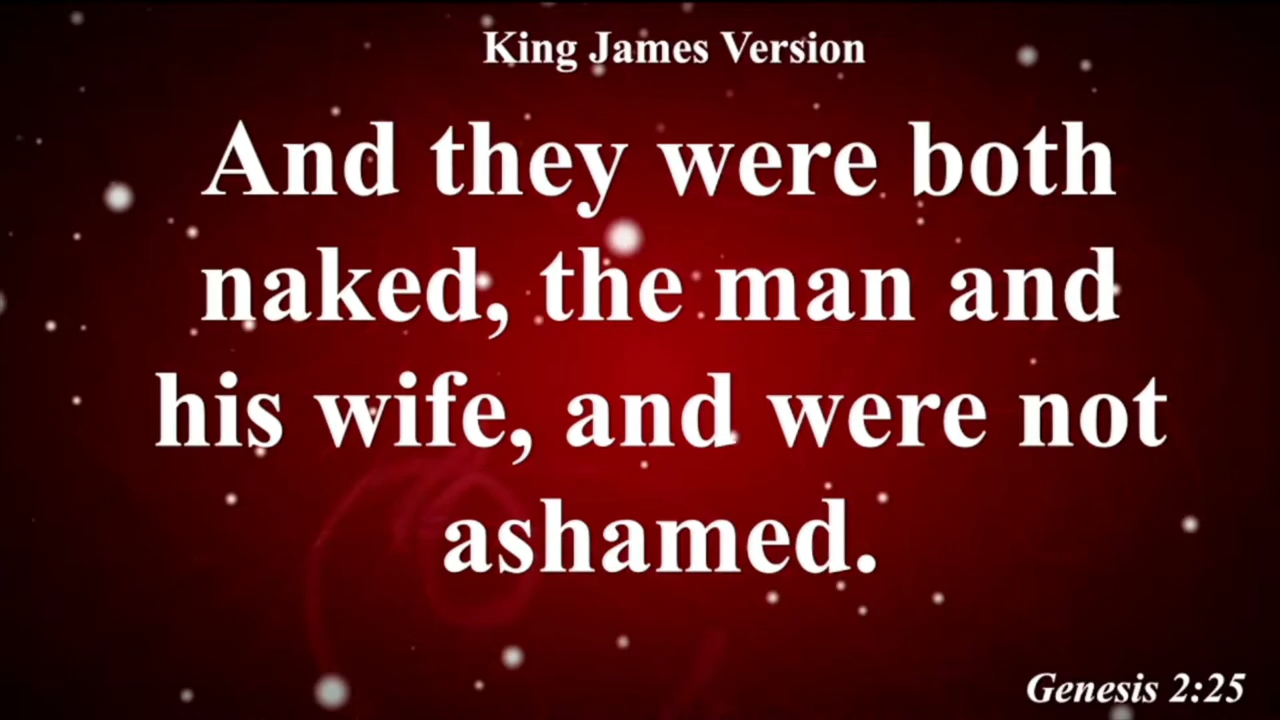 King James Version
And they were both
naked, the man and
his wife, and were not
ashamed.
Genesis 2:25